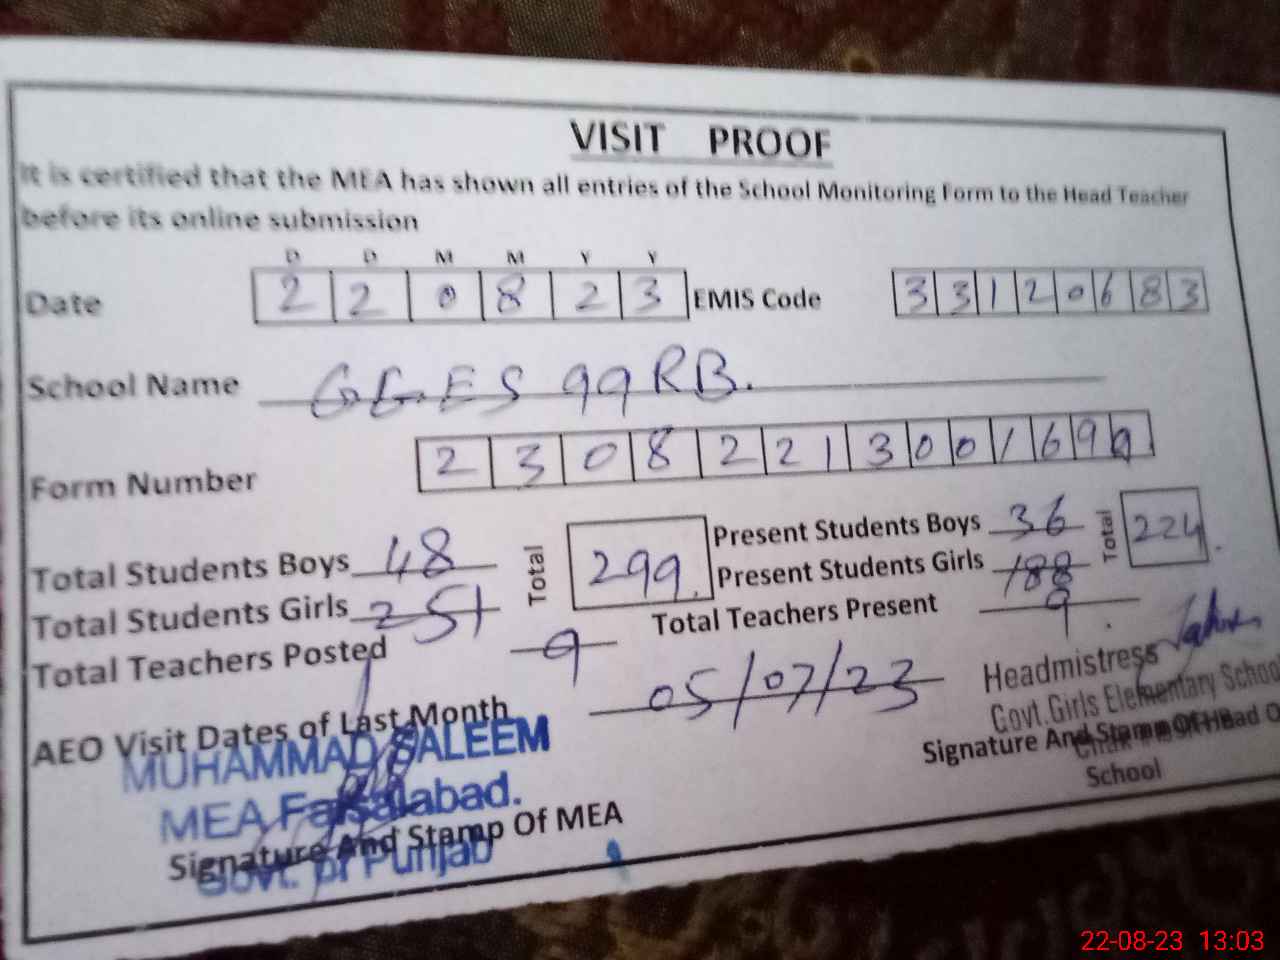 VISIT PROOF
It is certified that the MEA has shown all entries of the School Monitoring Form to the Head Teacher
before its online submission
D D M M Y Y
Date 2 2 0 8 2 3 EMIS Code 3 3 1 2 0 6 8 3
School Name G.G.E S 99 RB.
Form Number 2 3 0 8 2 21 3 0 0 1 6 9 9
Total Students Boys 48 Total 299. Present Students Boys 36 Total 224.
Total Students Girls 251 Present Students Girls 188
Total Teachers Posted 9 Total Teachers Present 9
AEO Visit Dates of Last Month 05/07/23
Headmistress
Govt.Girls Elementary School
Signature And Stamp Of Head Of
School
MUHAMMAD SALEEM
MEA Faisalabad.
Signature And Stamp Of MEA
Govt. of Punjab
22-08-23 13:03